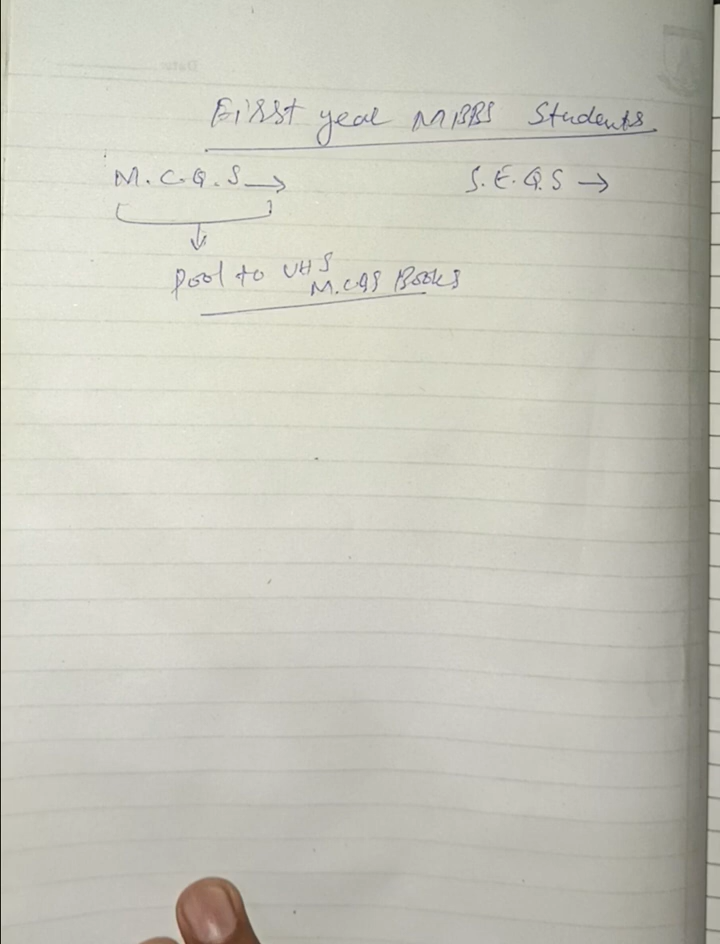 First year MBBS Students
M.C.Q.S → S.E.Q.S →
Pool to UHS
M.CQS Books